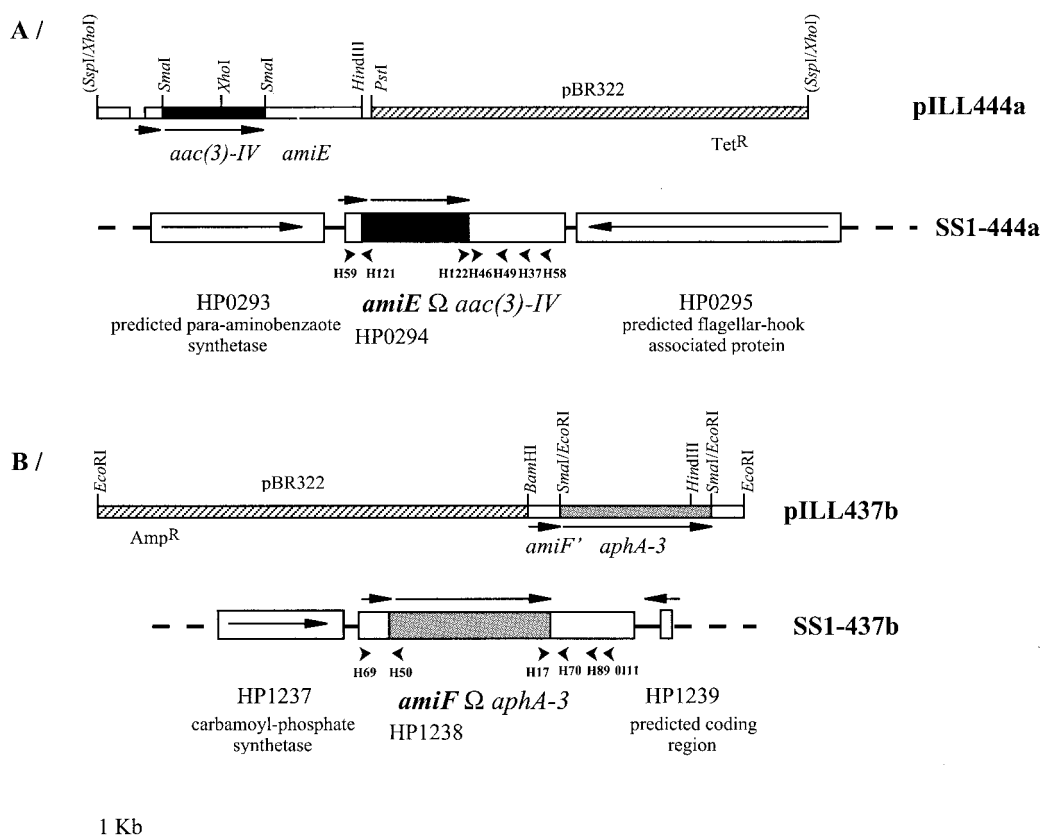 A /
(SspI/XhoI) SmaI XhoI SmaI HindIII PstI (SspI/XhoI)
pBR322
pILL444a
aac(3)-IV amiE TetR
SS1-444a
H59 H121 H122 H46 H49 H37 H58
HP0293
predicted para-aminobenzaote
synthetase
amiE Ω aac(3)-IV
HP0294
HP0295
predicted flagellar-hook
associated protein
B /
EcoRI BamHI SmaI/EcoRI HindIII SmaI/EcoRI EcoRI
pBR322
pILL437b
AmpR amiF’ aphA-3
SS1-437b
H69 H50 H17 H70 H89 0111
HP1237
carbamoyl-phosphate
synthetase
amiF Ω aphA-3
HP1238
HP1239
predicted coding
region
1 Kb